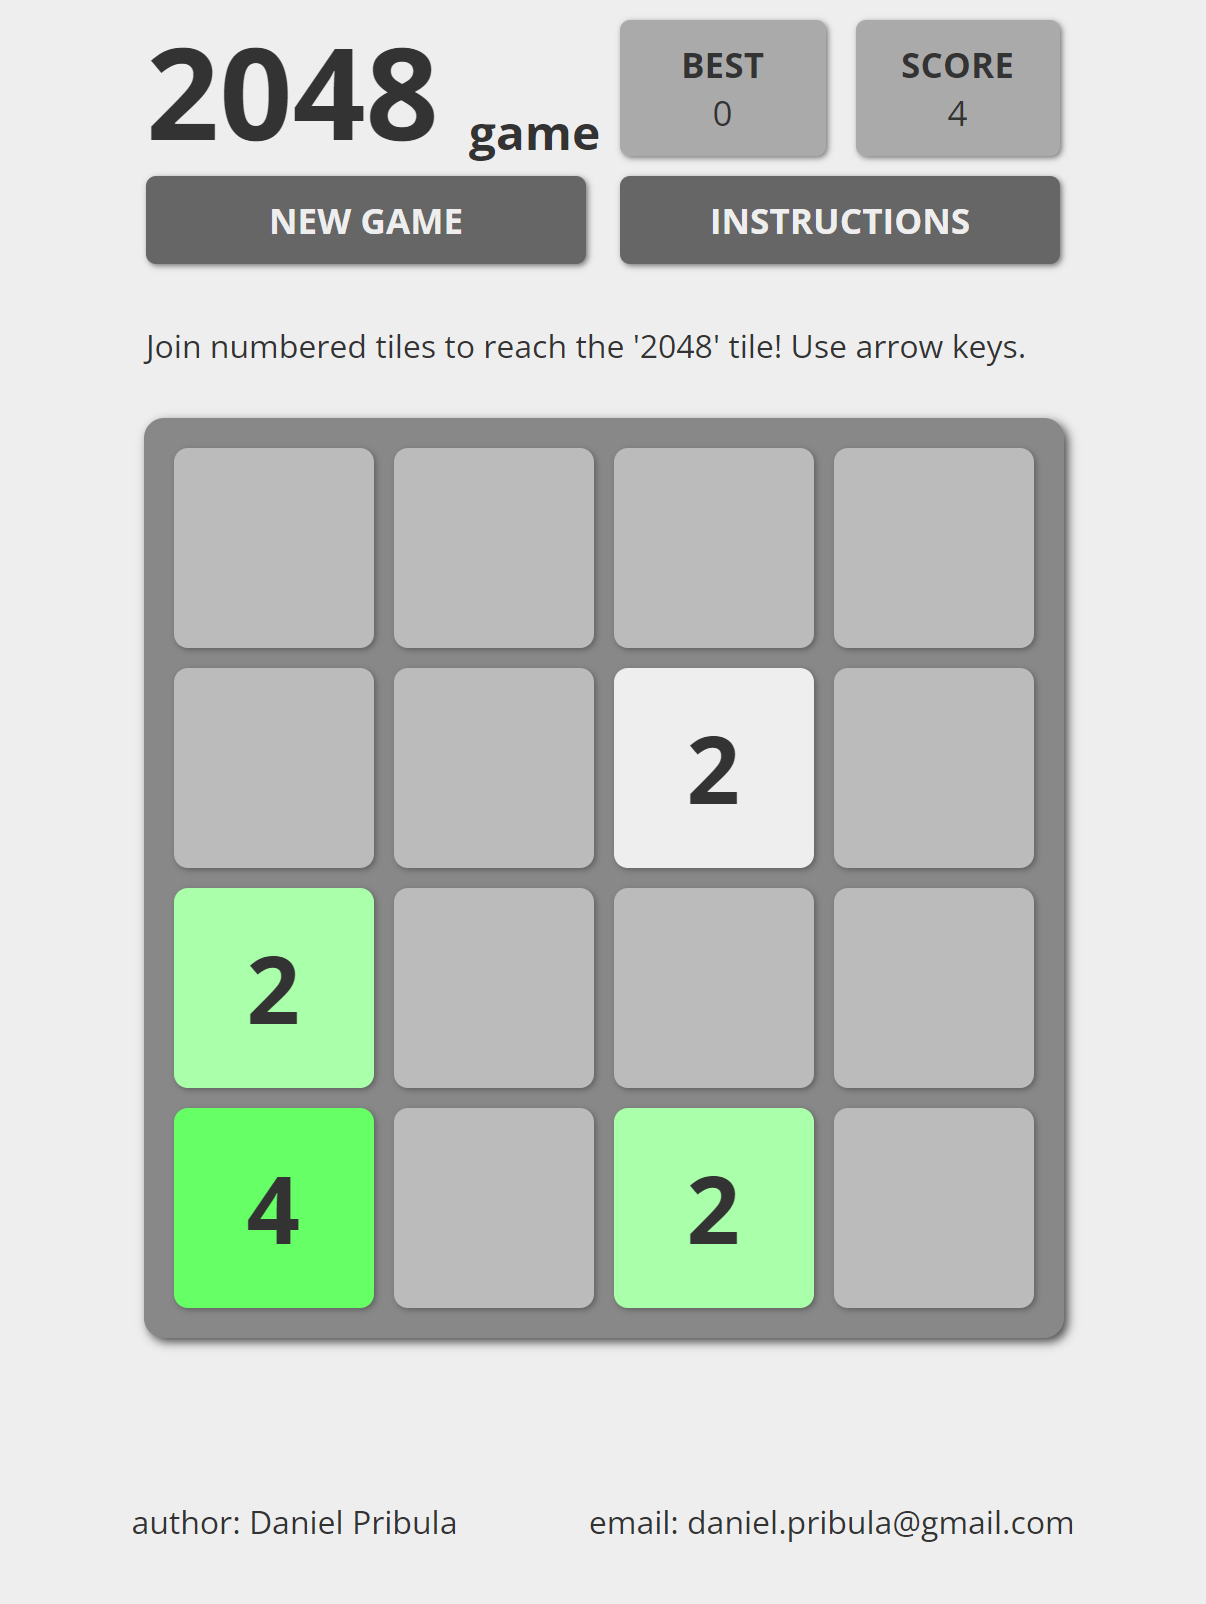 2048 game
BEST
0
SCORE
4
NEW GAME
INSTRUCTIONS
Join numbered tiles to reach the '2048' tile! Use arrow keys.
2
2
4 2
author: Daniel Pribula
email: daniel.pribula@gmail.com